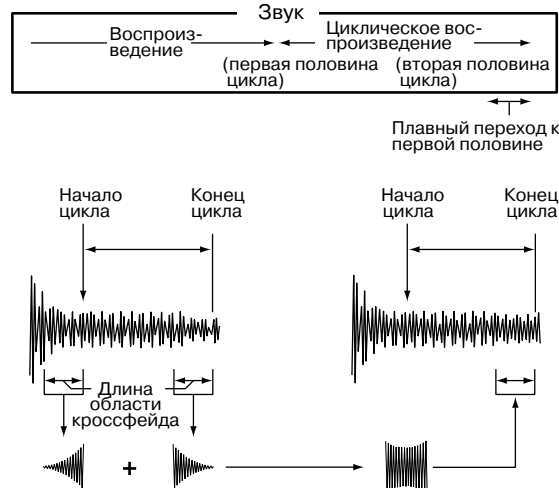 Звук
Воспроиз-
ведение
Циклическое вос-
произведение
(первая половина
цикла)
(вторая половина
цикла)
Плавный переход к
первой половине
Начало
цикла
Конец
цикла
Начало
цикла
Конец
цикла
Длина
области
кроссфейда
+